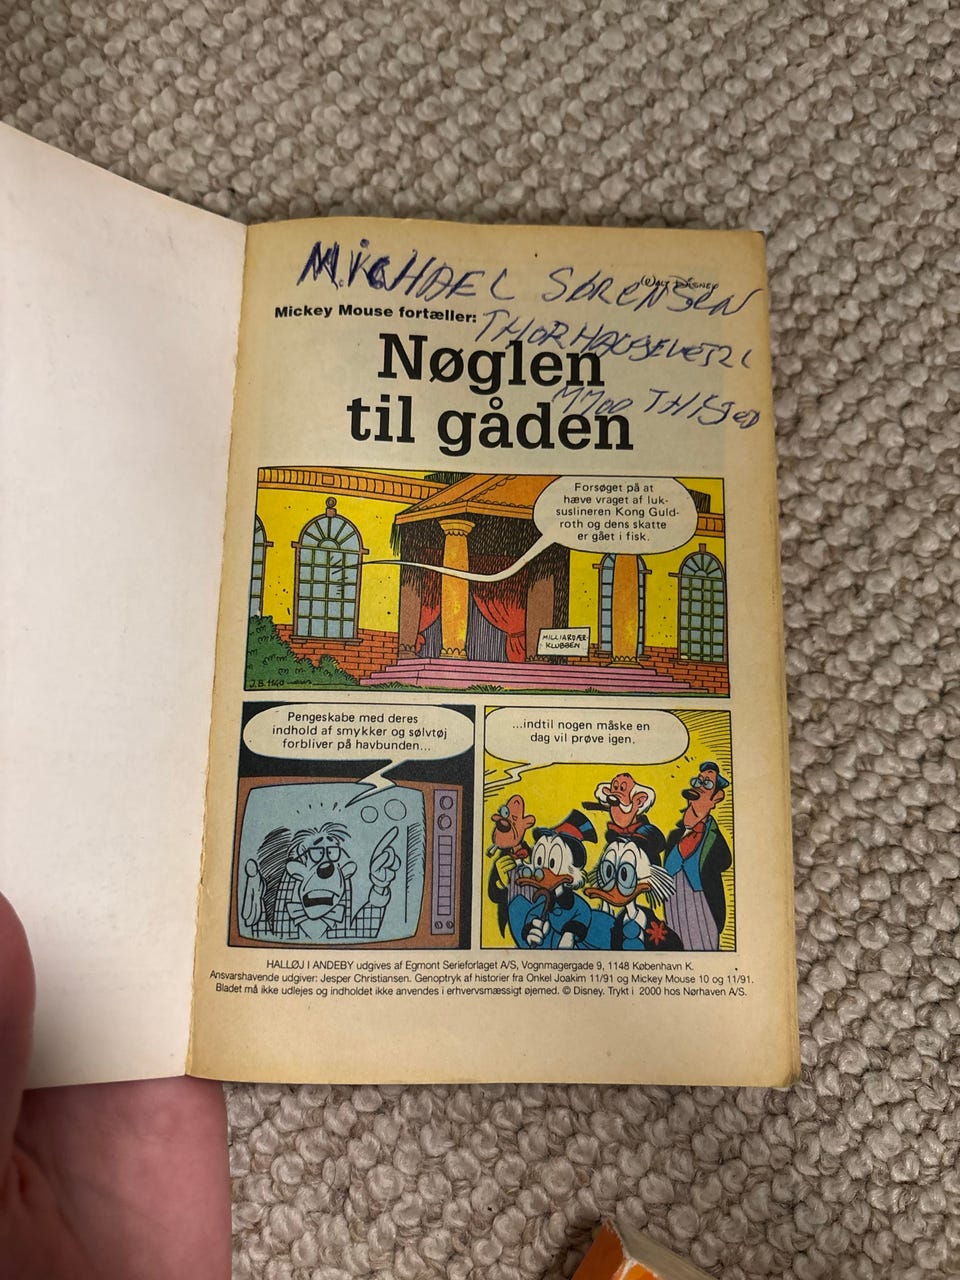 MICHAEL SØRENSEN
Walt Disney
Mickey Mouse fortæller:
THISTED
Nøglen
til gåden
Forsøget på at
hæve vraget af luk-
suslineren Kong Guld-
roth og dens skatte
er gået i fisk.
MILLIARDÆR-
KLUBBEN
Pengeskabe med deres
indhold af smykker og sølvtøj
forbliver på havbunden...
...indtil nogen måske en
dag vil prøve igen.
HALLØJ I ANDEBY udgives af Egmont Serieforlaget A/S, Vognmagergade 9, 1148 København K.
Ansvarshavende udgiver: Jesper Christiansen. Genoptryk af historier fra Onkel Joakim 11/91 og Mickey Mouse 10 og 11/91.
Bladet må ikke udlejes og indholdet ikke anvendes i erhvervsmæssigt øjemed. © Disney. Trykt i 2000 hos Nørhaven A/S.